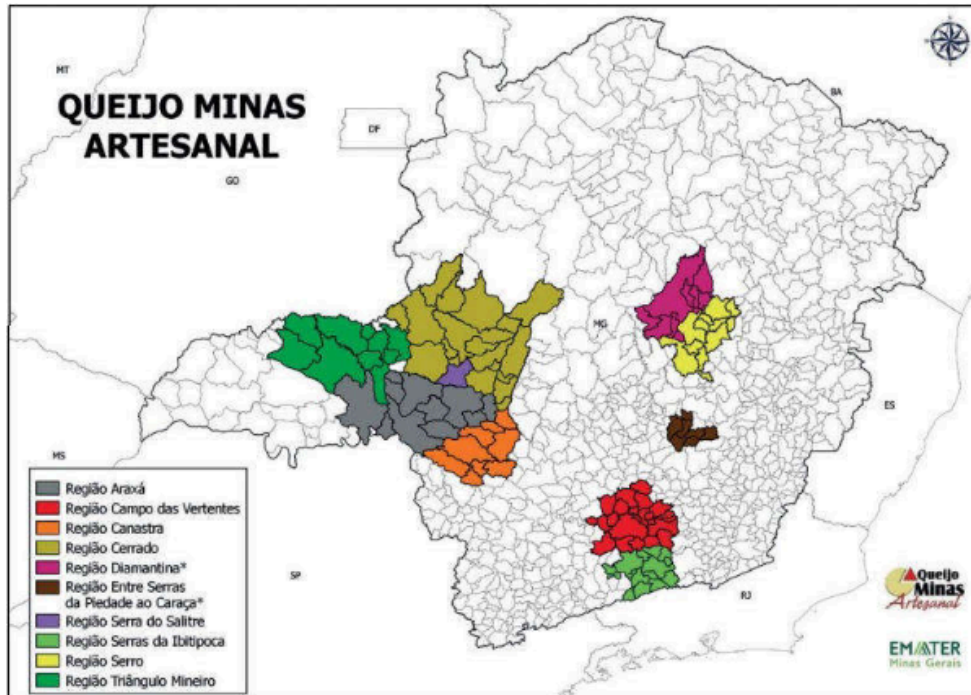 QUEIJO MINAS
ARTESANAL
MT
DF
GO
BA
MG
ES
MS
SP
RJ
Região Araxá
Região Campo das Vertentes
Região Canastra
Região Cerrado
Região Diamantina*
Região Entre Serras
da Piedade ao Caraça*
Região Serra do Salitre
Região Serras da Ibitipoca
Região Serro
Região Triângulo Mineiro
Queijo
Minas
Artesanal
EMATER
Minas Gerais